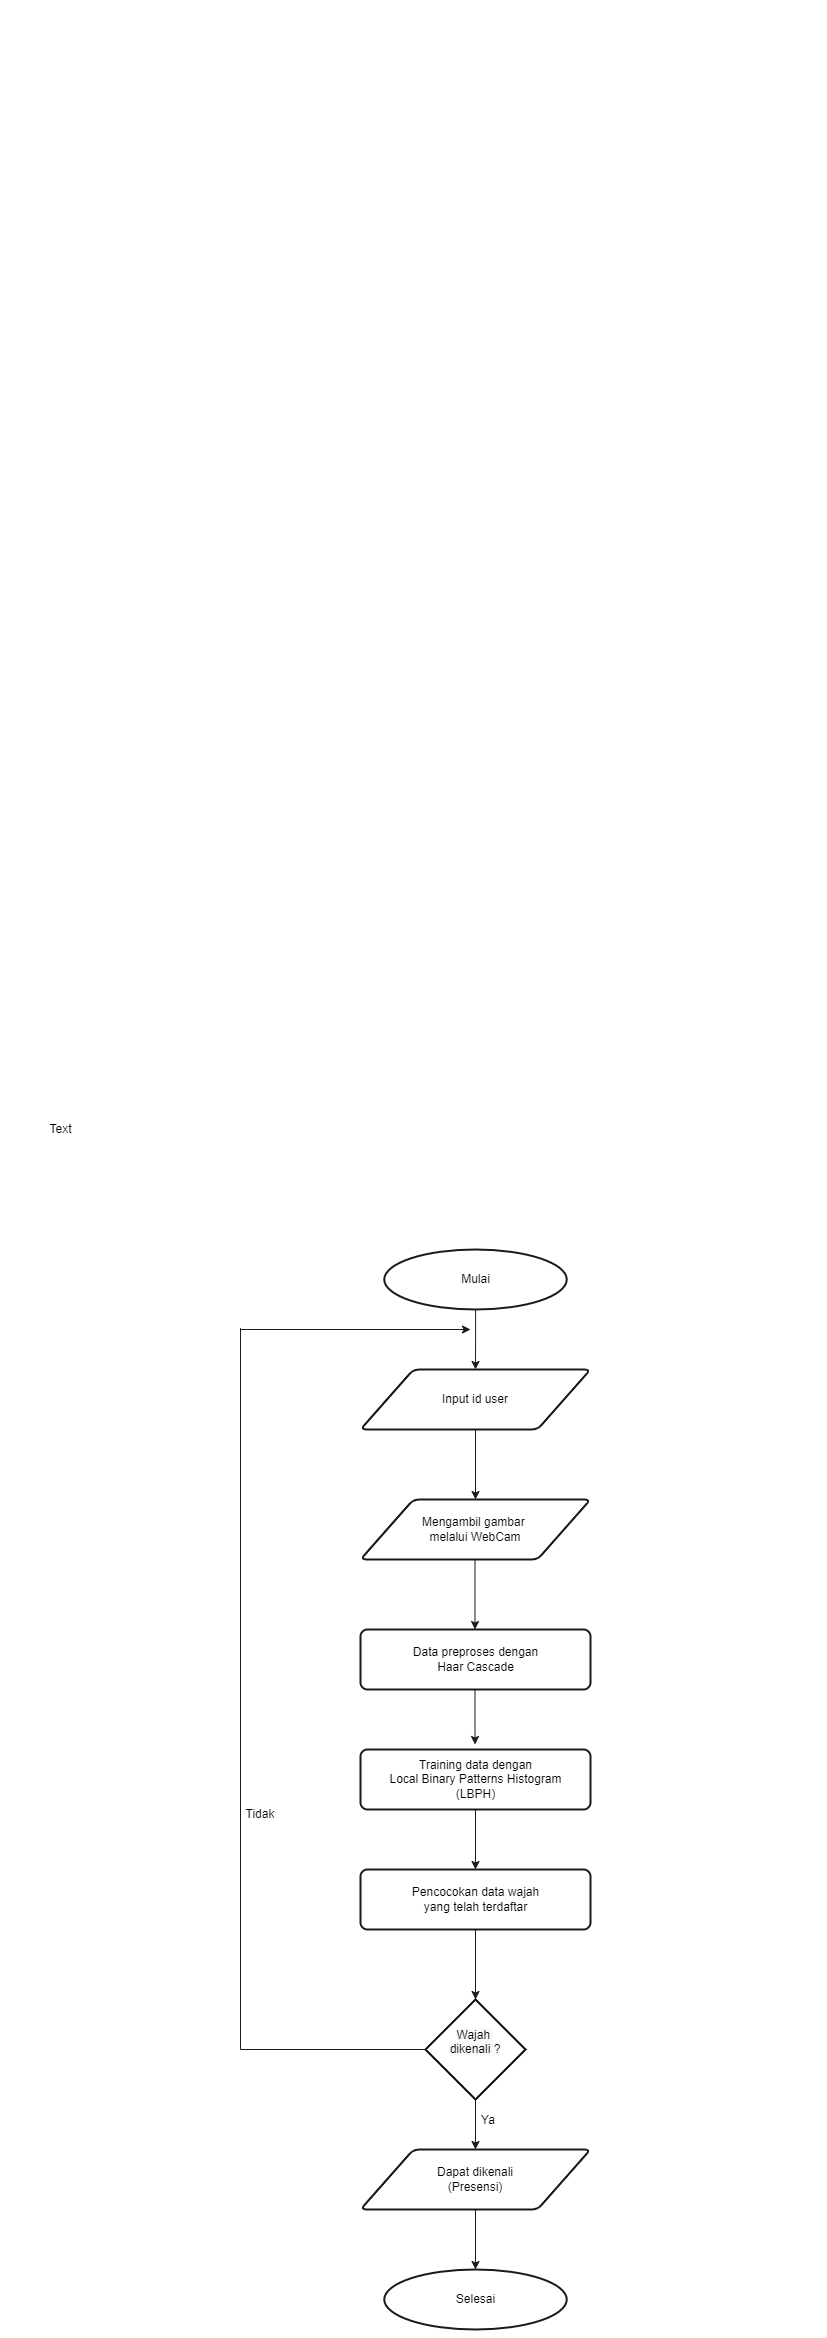 Text
Mulai
Input id user
Mengambil gambar
melalui WebCam
Data preproses dengan
Haar Cascade
Training data dengan
Local Binary Patterns Histogram
(LBPH)
Tidak
Pencocokan data wajah
yang telah terdaftar
Wajah
dikenali ?
Ya
Dapat dikenali
(Presensi)
Selesai